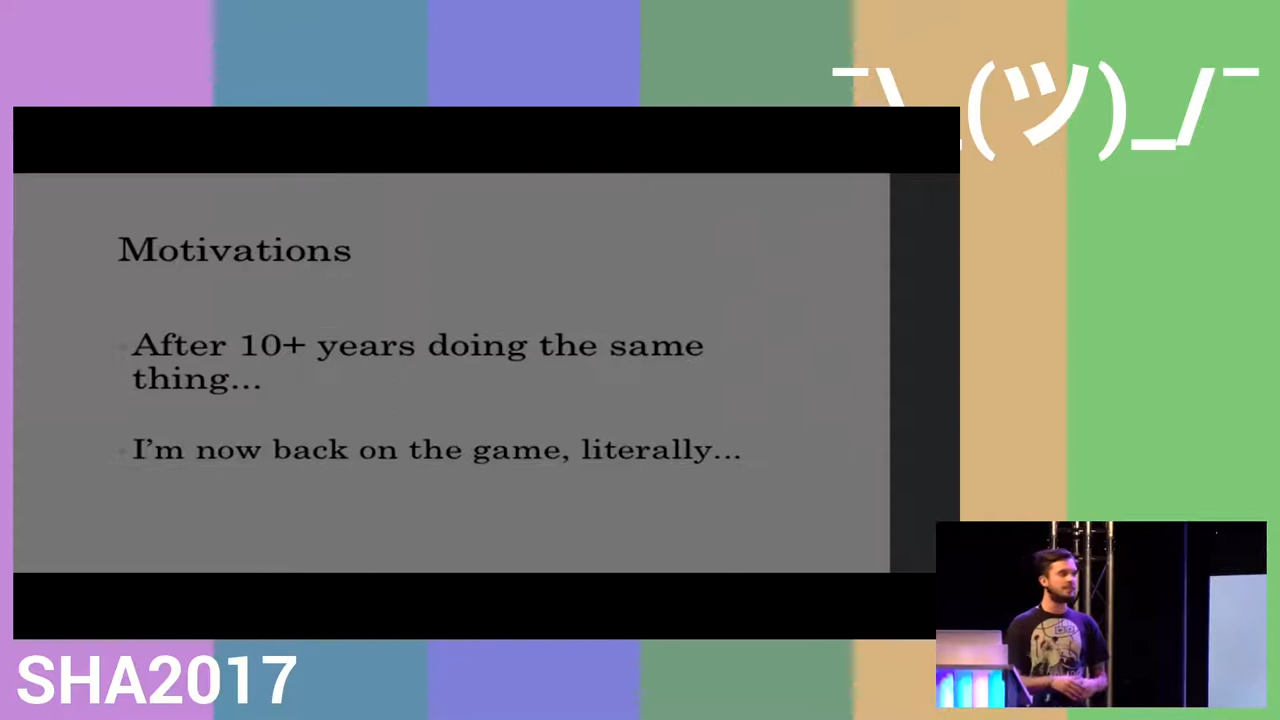 ¯\_(ツ)_/¯
Motivations
After 10+ years doing the same
thing...
I'm now back on the game, literally...
SHA2017